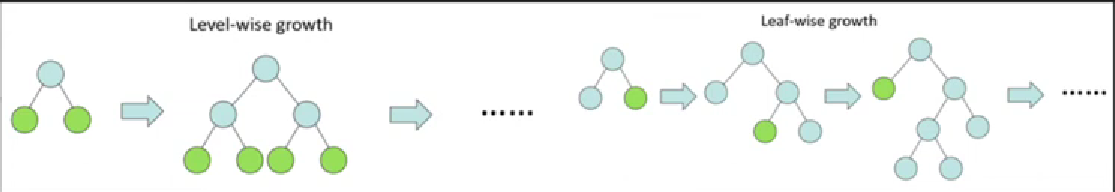 Level-wise growth
Leaf-wise growth
......
......